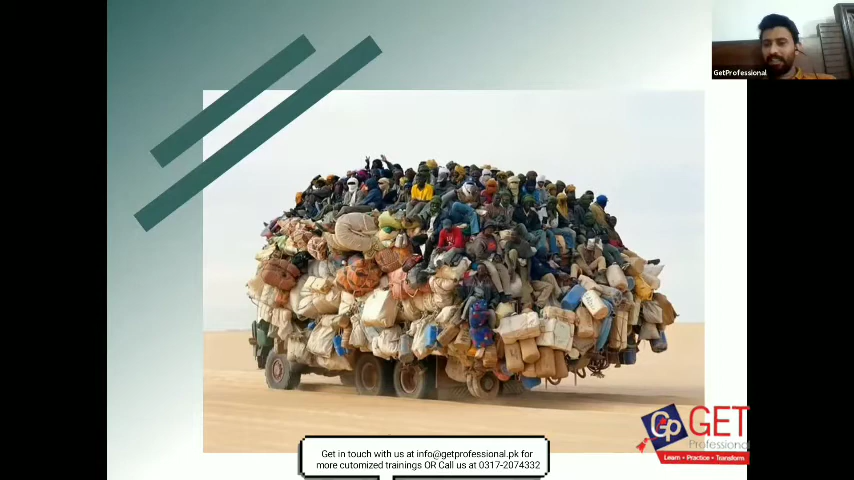 GetProfessional
Gp GET
Professional
Learn • Practice • Transform
Get in touch with us at info@getprofessional.pk for
more cutomized trainings OR Call us at 0317-2074332